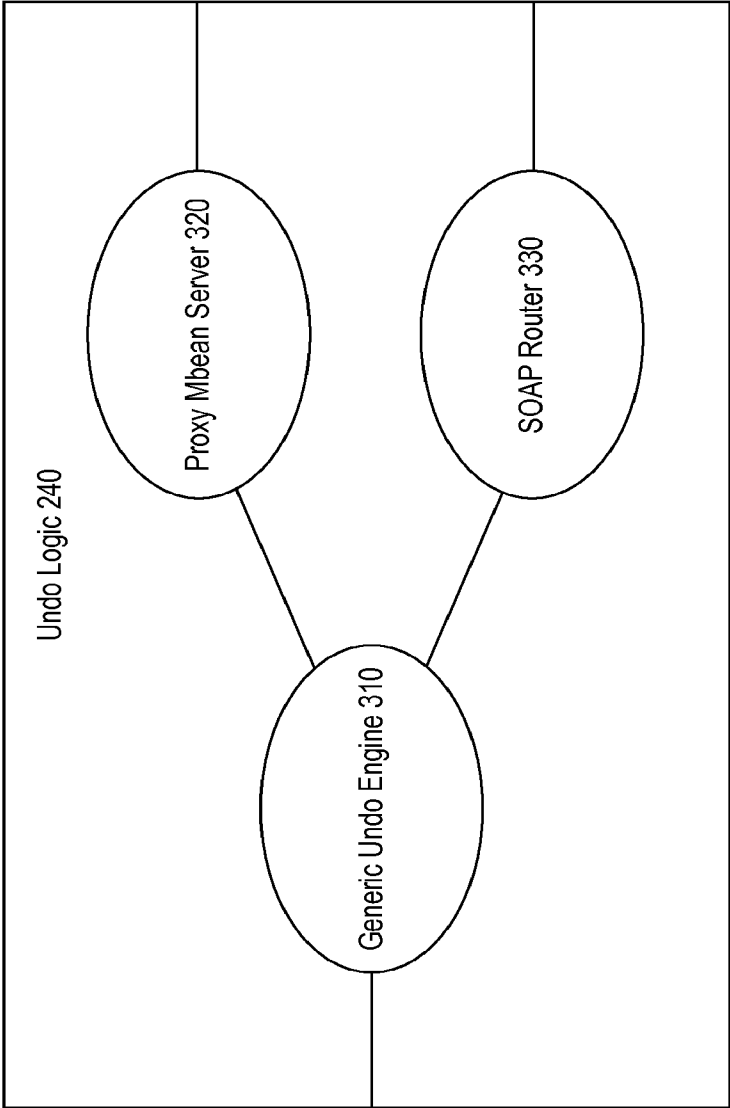 Undo Logic 240
Generic Undo Engine 310
Proxy Mbean Server 320
SOAP Router 330